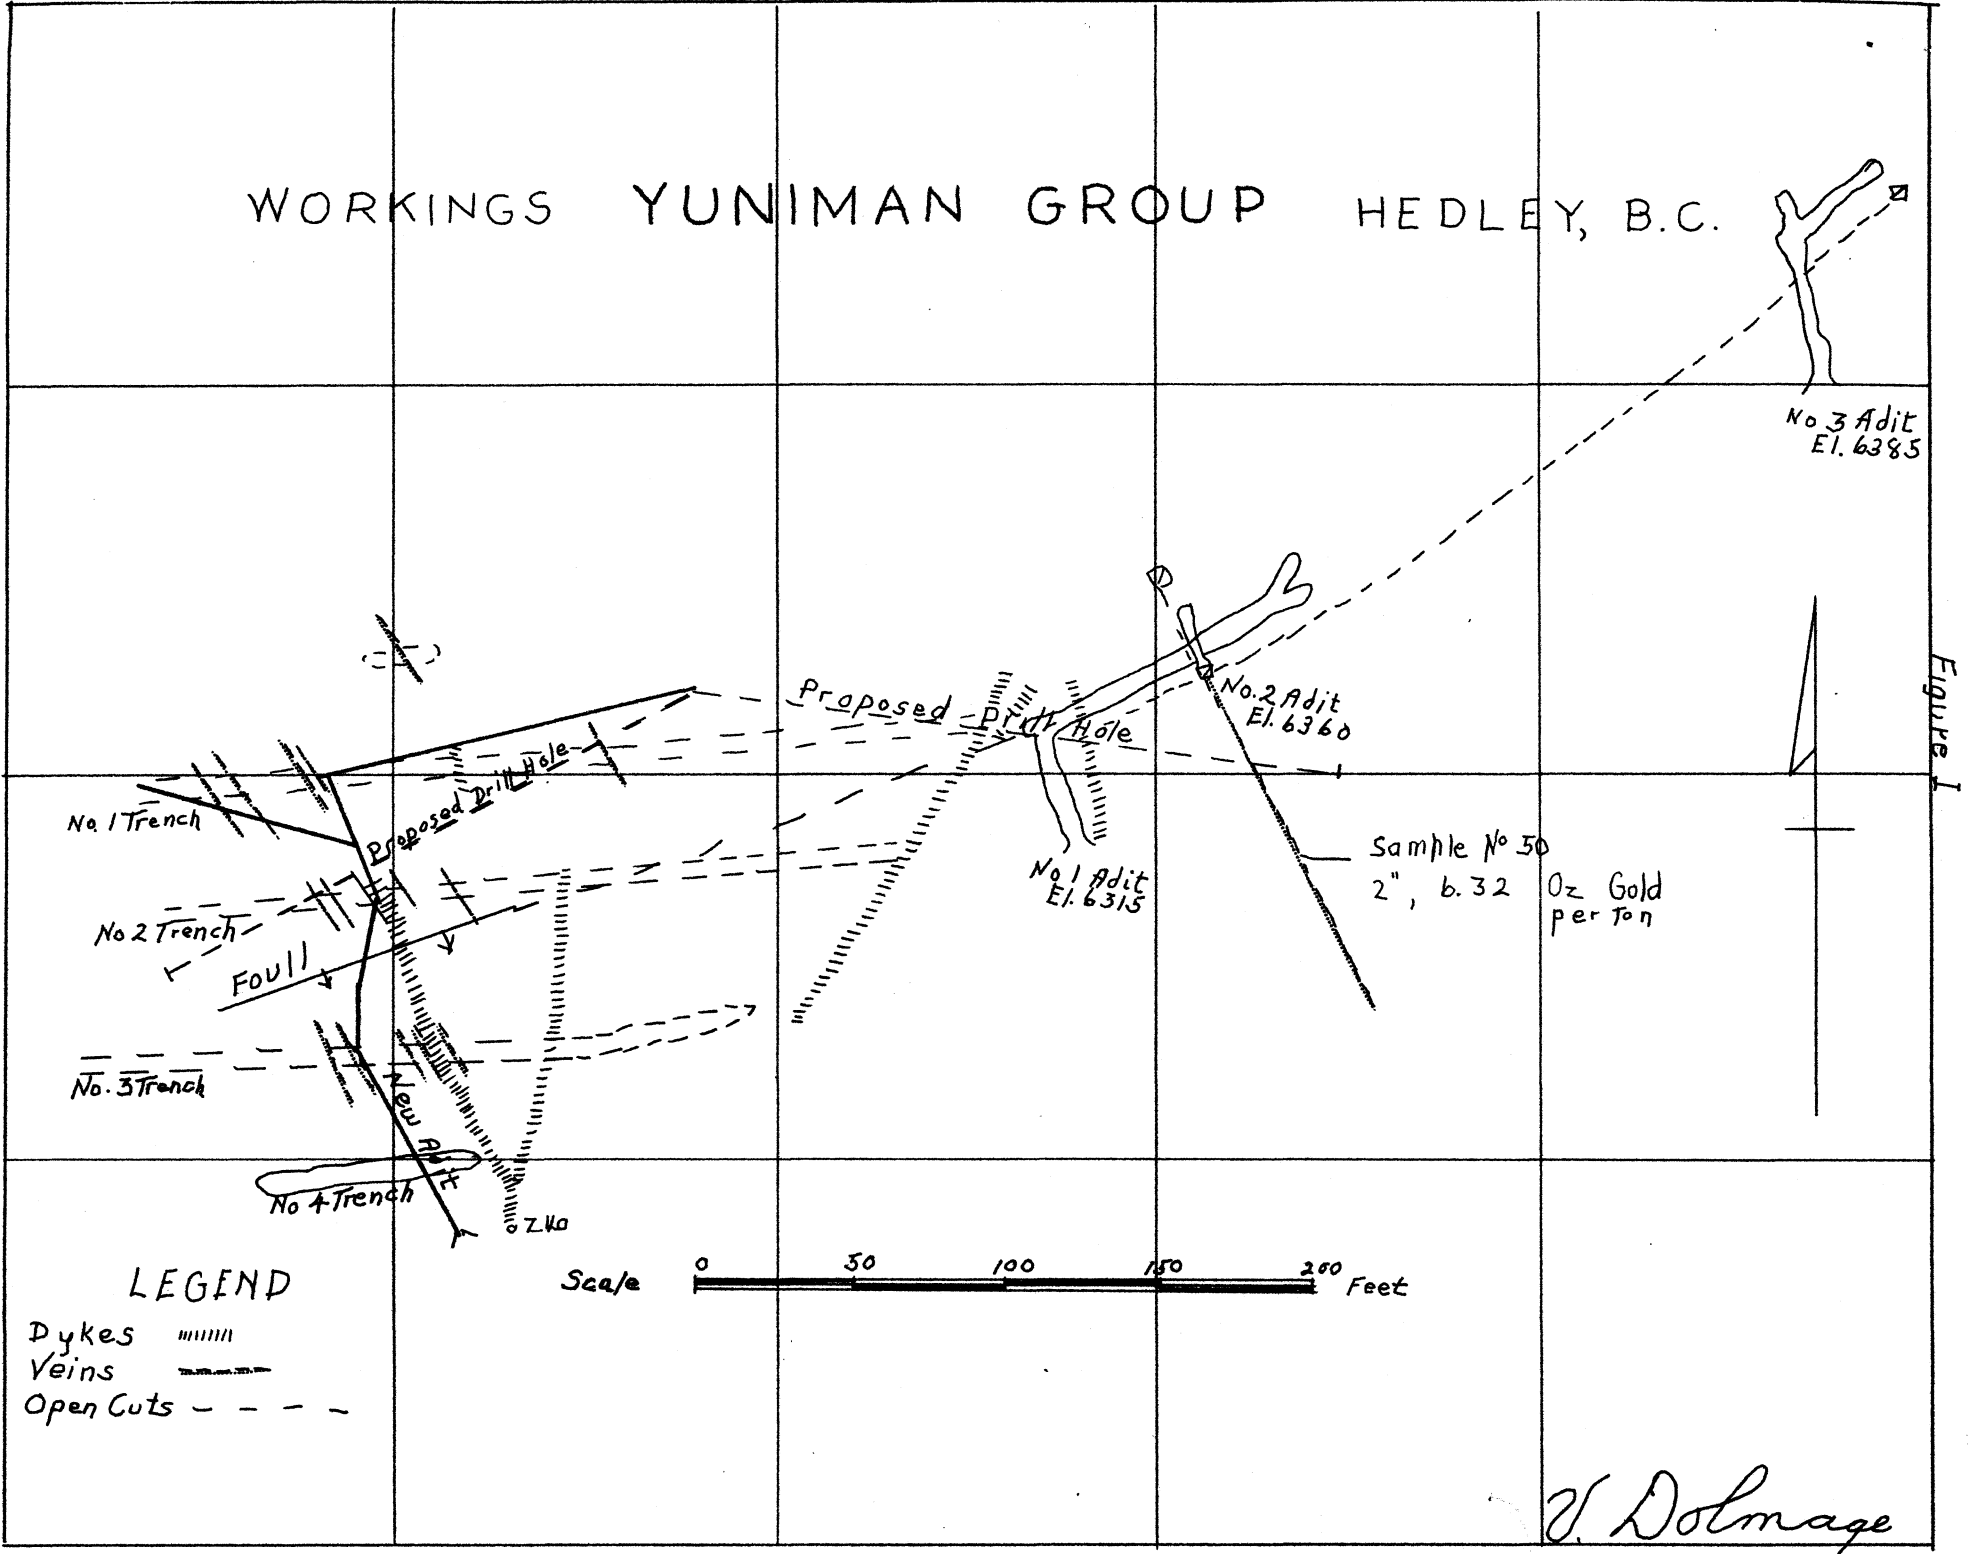 WORKINGS YUNIMAN GROUP HEDLEY, B.C.
No 3 Adit
El. 6385
Figure I
No. 2 Adit
El. 6360
Proposed Drill Hole
Proposed Drill Hole
No. 1 Trench
No. 1 Adit
El. 6315
Sample No 50
2", 6.32 Oz Gold
per Ton
No 2 Trench
Foull
No. 3 Trench
New Adit
No 4 Trench
Scale 0 50 100 150 200 Feet
LEGEND
Dykes
Veins
Open Cuts
V. Dolmage